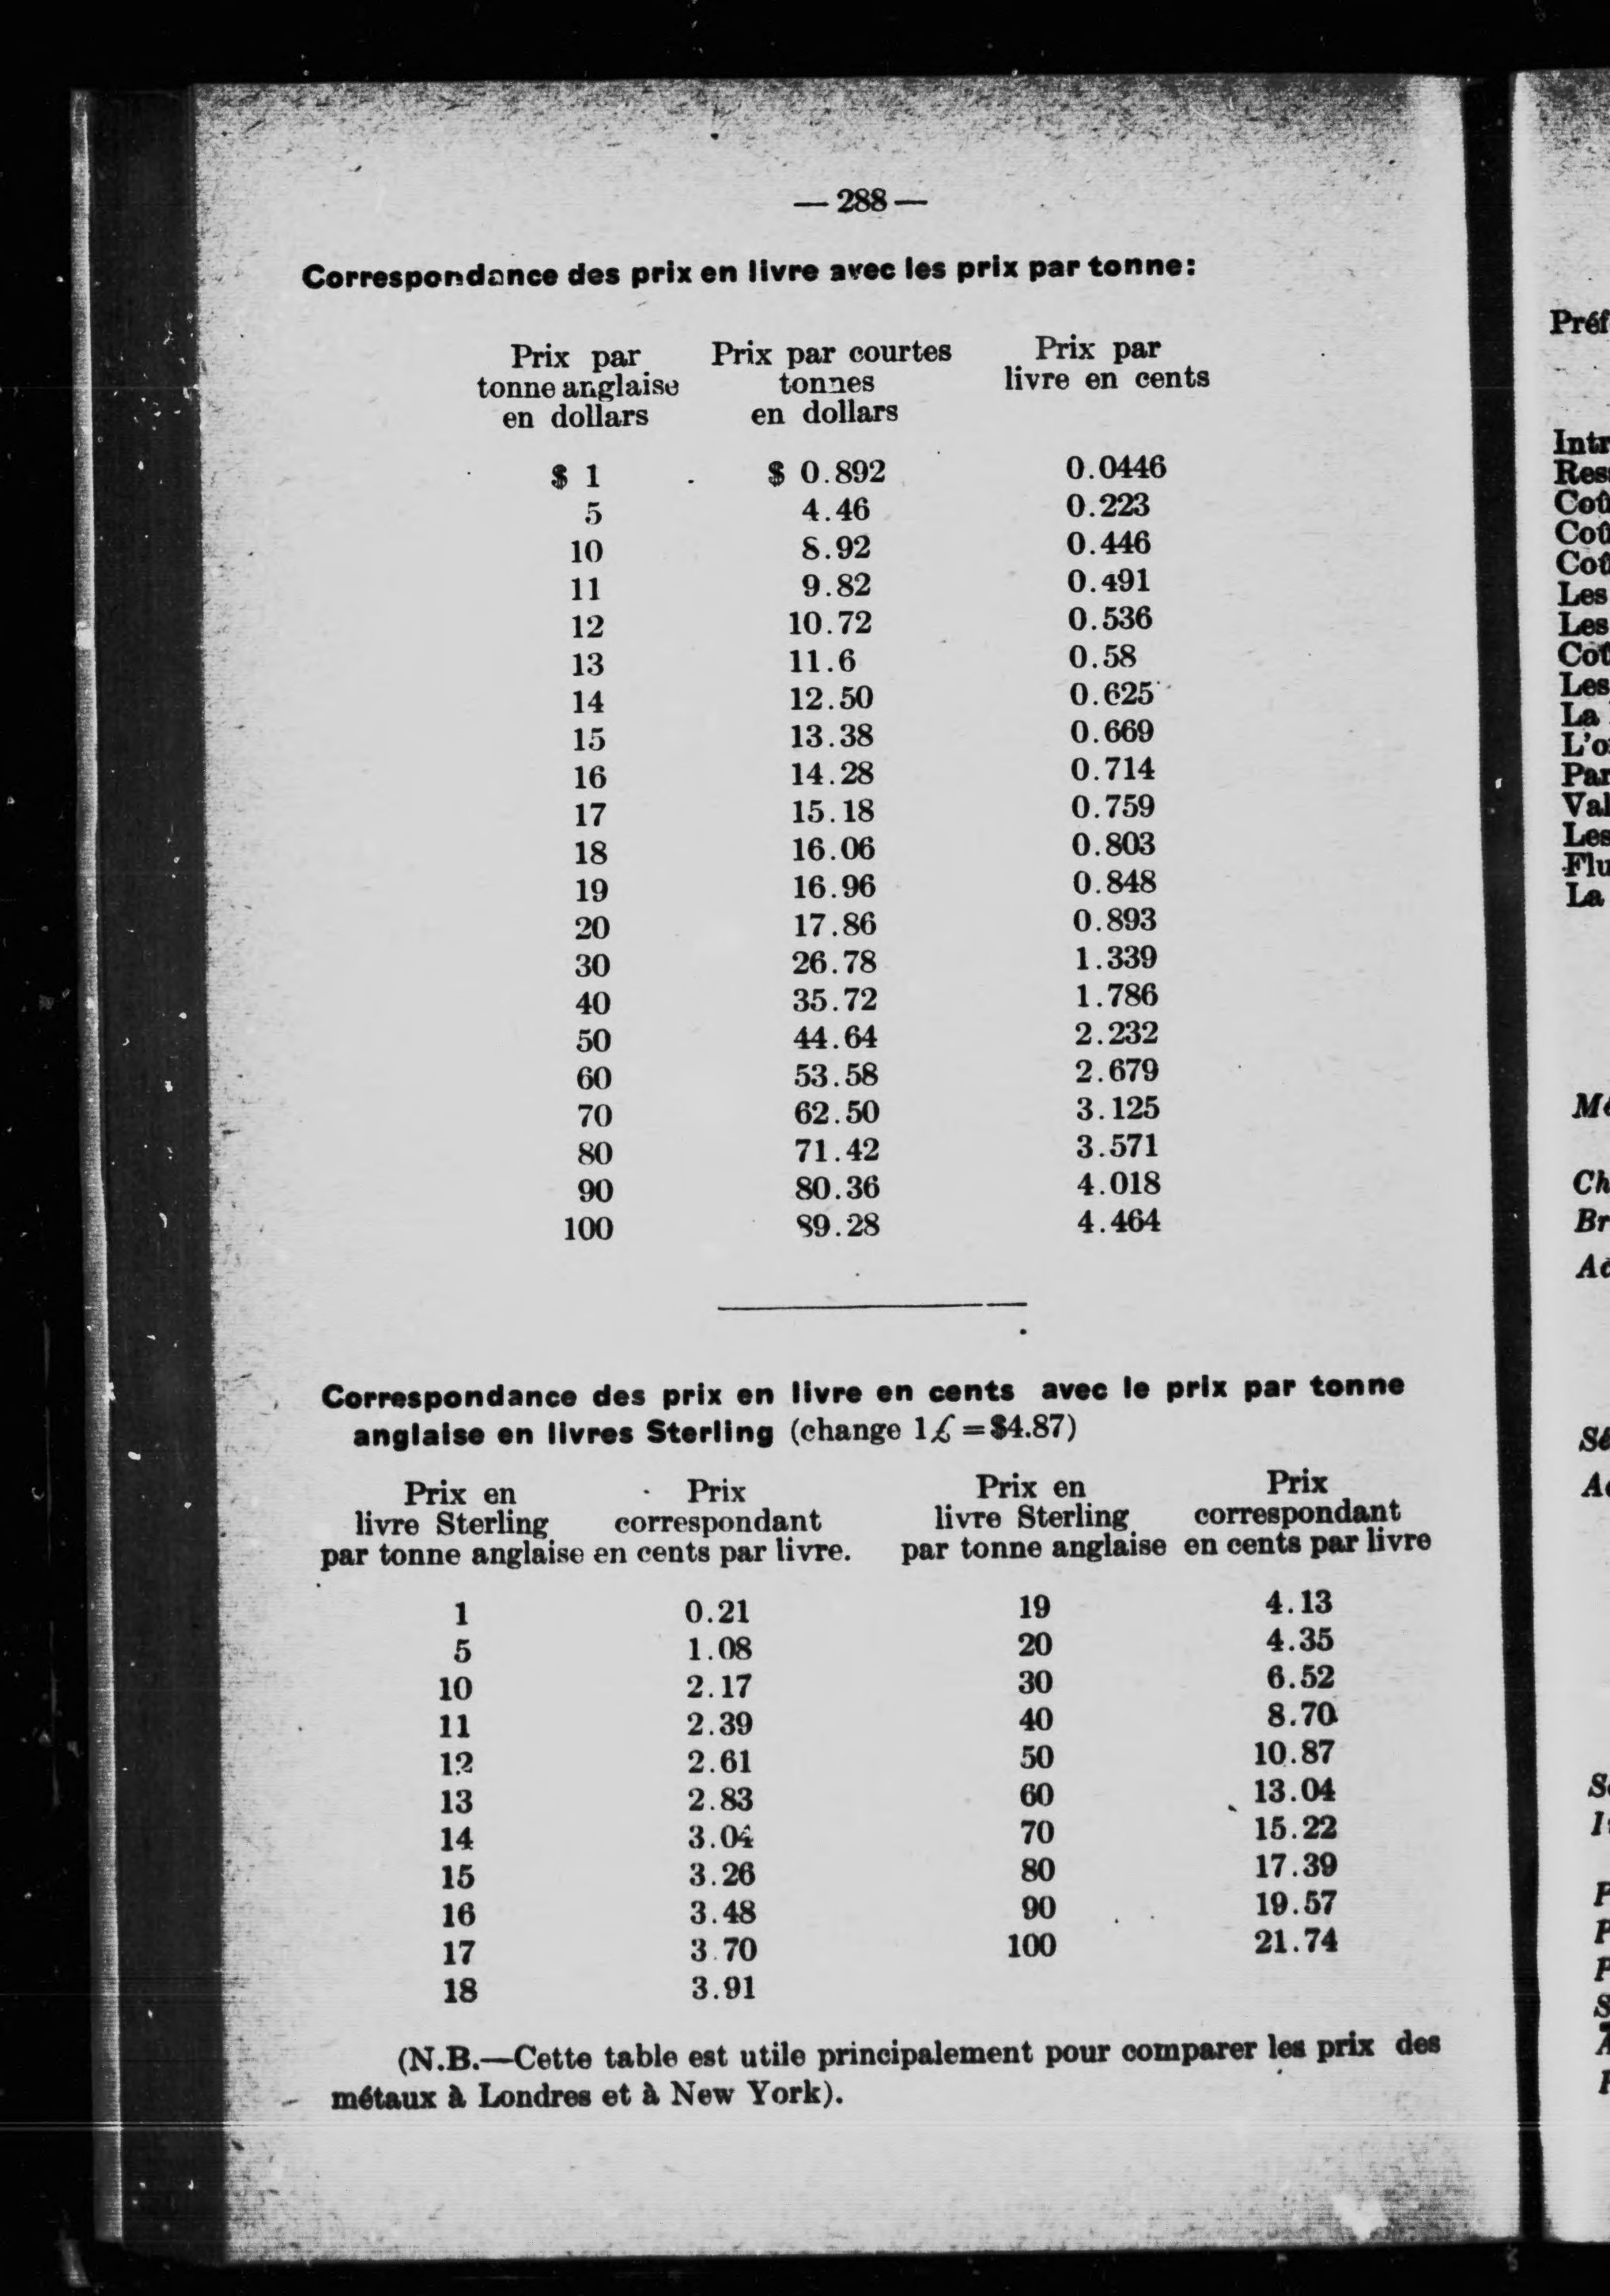 — 288 —
Correspondance des prix en livre avec les prix par tonne:
Prix par Prix par courtes Prix par
tonne anglaise tonnes livre en cents
en dollars en dollars
$ 1 $ 0.892 0.0446
5 4.46 0.223
10 8.92 0.446
11 9.82 0.491
12 10.72 0.536
13 11.6 0.58
14 12.50 0.625
15 13.38 0.669
16 14.28 0.714
17 15.18 0.759
18 16.06 0.803
19 16.96 0.848
20 17.86 0.893
30 26.78 1.339
40 35.72 1.786
50 44.64 2.232
60 53.58 2.679
70 62.50 3.125
80 71.42 3.571
90 80.36 4.018
100 89.28 4.464
Correspondance des prix en livre en cents avec le prix par tonne
anglaise en livres Sterling (change 1£ = $4.87)
Prix en Prix Prix en Prix
livre Sterling correspondant livre Sterling correspondant
par tonne anglaise en cents par livre. par tonne anglaise en cents par livre
1 0.21 19 4.13
5 1.08 20 4.35
10 2.17 30 6.52
11 2.39 40 8.70
12 2.61 50 10.87
13 2.83 60 13.04
14 3.04 70 15.22
15 3.26 80 17.39
16 3.48 90 19.57
17 3.70 100 21.74
18 3.91
(N.B.—Cette table est utile principalement pour comparer les prix des
métaux à Londres et à New York).
Les
Les
Les
La
Les
La